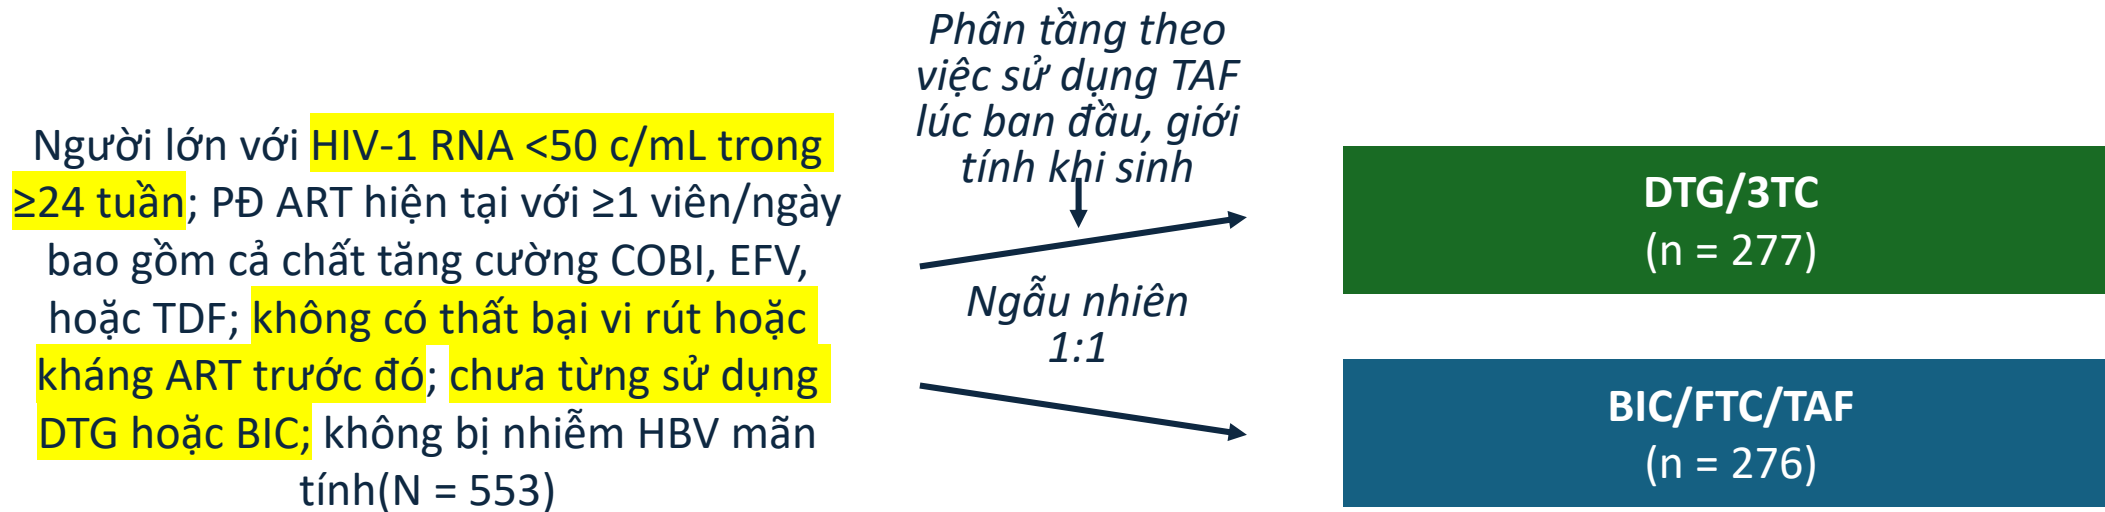 Người lớn với HIV-1 RNA <50 c/mL trong
≥24 tuần; PĐ ART hiện tại với ≥1 viên/ngày
bao gồm cả chất tăng cường COBI, EFV,
hoặc TDF; không có thất bại vi rút hoặc
kháng ART trước đó; chưa từng sử dụng
DTG hoặc BIC; không bị nhiễm HBV mãn
tính(N = 553)
Phân tầng theo
việc sử dụng TAF
lúc ban đầu, giới
tính khi sinh
Ngẫu nhiên
1:1
DTG/3TC
(n = 277)
BIC/FTC/TAF
(n = 276)